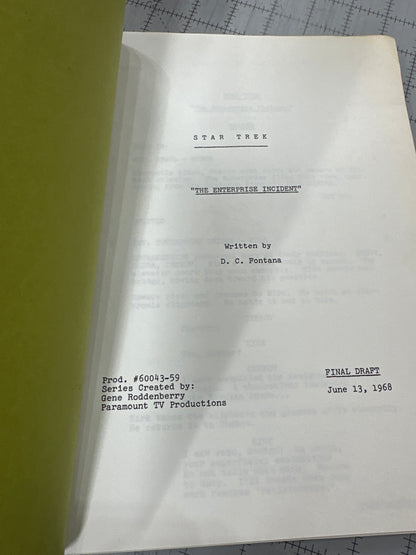 STAR TREK
"THE ENTERPRISE INCIDENT"
Written by
D. C. Fontana
Prod. #60043-59
Series Created by:
Gene Roddenberry
Paramount TV Productions
FINAL DRAFT
June 13, 1968